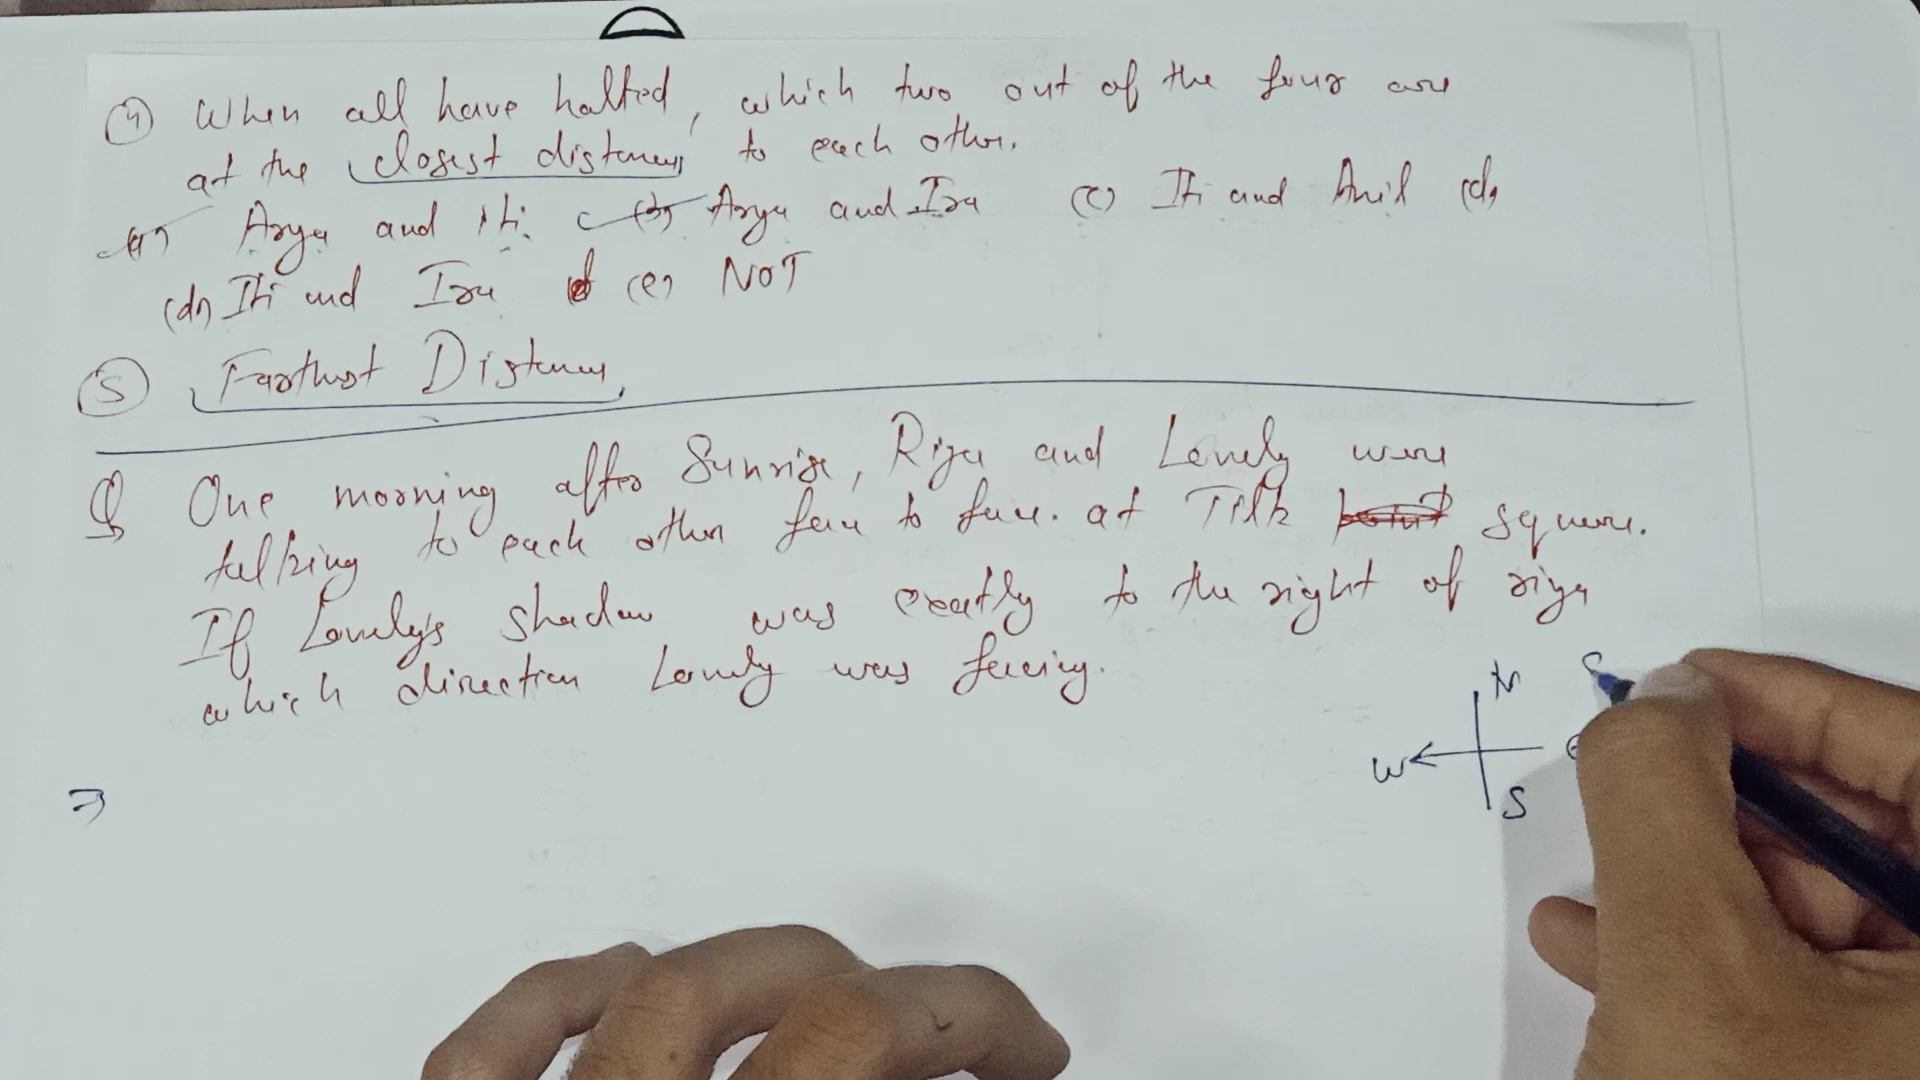 (4) When all have halted, which two out of the four are
at the closest distance to each other.
(a) Arya and iti. (b) Arya and Ira (c) Iti and Anil (d)
(d) Iti and Ira (e) NOT
(5) Farthest Distance,
Q One morning after Sunrise, Riya and Lovely were
talking to each other face to face. at Tilk square.
If Lovely's shadow was exactly to the right of riya
which direction Lovely was facing.
N
W
S
⇒